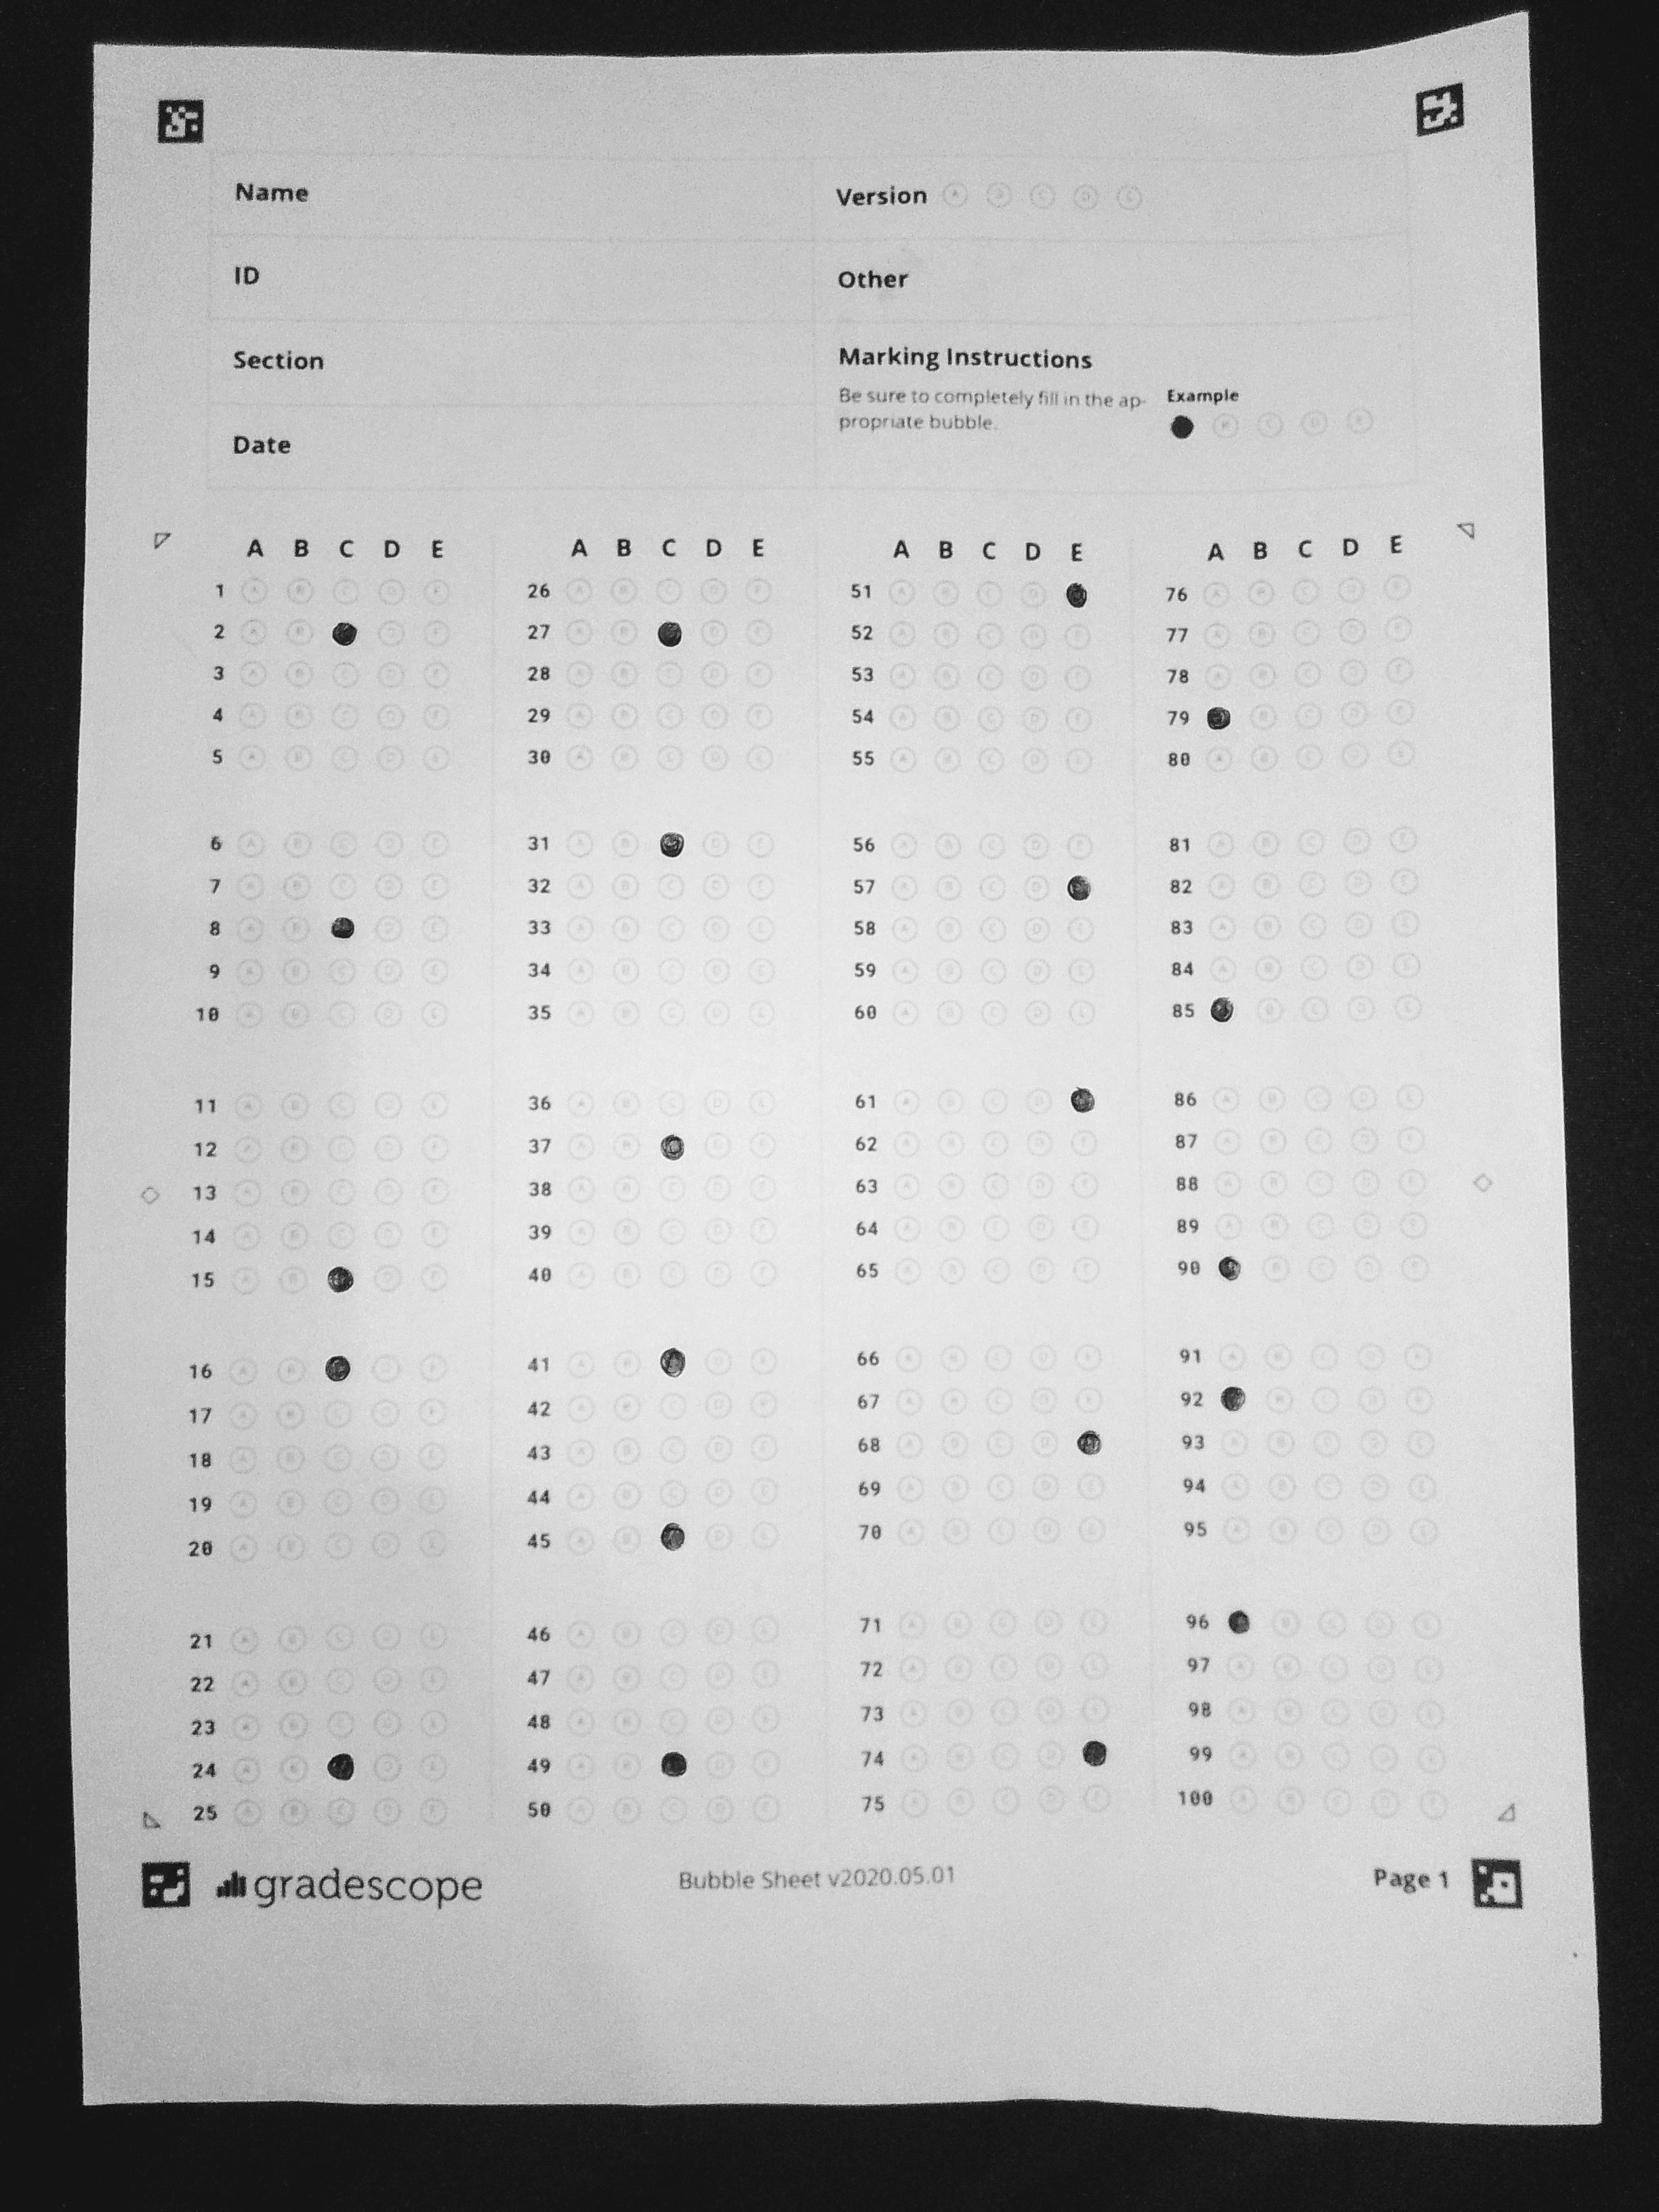 Name
Version A B C D E
ID
Other
Section
Marking Instructions
Be sure to completely fill in the ap-
propriate bubble.
Example
B C D E
Date
A B C D E
1 A B C D E
2 A B D E
3 A B C D E
4 A B C D E
5 A B C D E
6 A B C D E
7 A B C D E
8 A B D E
9 A B C D E
10 A B C D E
11 A B C D E
12 A B C D E
13 A B C D E
14 A B C D E
15 A B D E
16 A B D E
17 A B C D E
18 A B C D E
19 A B C D E
20 A B C D E
21 A B C D E
22 A B C D E
23 A B C D E
24 A B D E
25 A B C D E
A B C D E
26 A B C D E
27 A B D E
28 A B C D E
29 A B C D E
30 A B C D E
31 A B D E
32 A B C D E
33 A B C D E
34 A B C D E
35 A B C D E
36 A B C D E
37 A B D E
38 A B C D E
39 A B C D E
40 A B C D E
41 A B D E
42 A B C D E
43 A B C D E
44 A B C D E
45 A B D E
46 A B C D E
47 A B C D E
48 A B C D E
49 A B D E
50 A B C D E
A B C D E
51 A B C D
52 A B C D E
53 A B C D E
54 A B C D E
55 A B C D E
56 A B C D E
57 A B C D
58 A B C D E
59 A B C D E
60 A B C D E
61 A B C D
62 A B C D E
63 A B C D E
64 A B C D E
65 A B C D E
66 A B C D E
67 A B C D E
68 A B C D
69 A B C D E
70 A B C D E
71 A B C D E
72 A B C D E
73 A B C D E
74 A B C D
75 A B C D E
A B C D E
76 A B C D E
77 A B C D E
78 A B C D E
79 B C D E
80 A B C D E
81 A B C D E
82 A B C D E
83 A B C D E
84 A B C D E
85 B C D E
86 A B C D E
87 A B C D E
88 A B C D E
89 A B C D E
90 B C D E
91 A B C D E
92 B C D E
93 A B C D E
94 A B C D E
95 A B C D E
96 B C D E
97 A B C D E
98 A B C D E
99 A B C D E
100 A B C D E
gradescope
Bubble Sheet v2020.05.01
Page 1